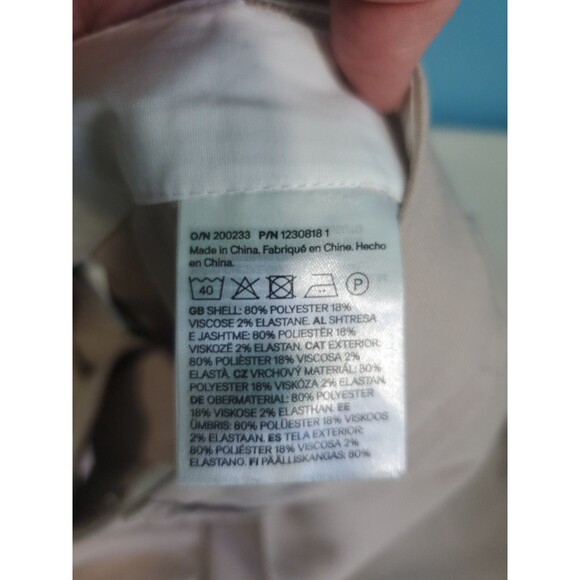 O/N 200233 P/N 1230818 1
Made in China. Fabriqué en Chine. Hecho
en China.
40 P
GB SHELL: 80% POLYESTER 18%
VISCOSE 2% ELASTANE. AL SHTRESA
E JASHTME: 80% POLIESTËR 18%
VISKOZË 2% ELASTAN. CAT EXTERIOR:
80% POLIÈSTER 18% VISCOSA 2%
ELASTÀ. CZ VRCHOVÝ MATERIÁL: 80%
POLYESTER 18% VISKÓZA 2% ELASTAN.
DE OBERMATERIAL: 80% POLYESTER
18% VISKOSE 2% ELASTHAN. EE
ÜMBRIS: 80% POLÜESTER 18% VISKOOS
2% ELASTAAN. ES TELA EXTERIOR:
80% POLIÉSTER 18% VISCOSA 2%
ELASTANO. FI PÄÄLLISKANGAS: 80%